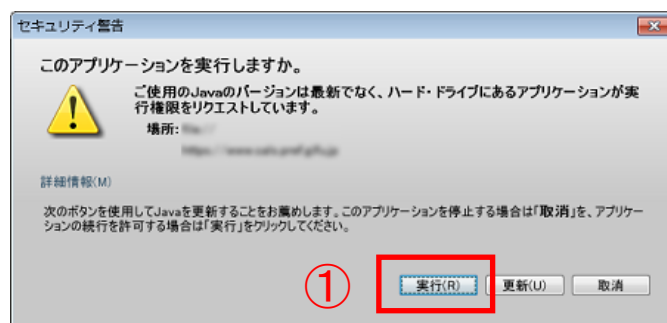 セキュリティ警告
このアプリケーションを実行しますか。
ご使用のJavaのバージョンは最新でなく、ハード・ドライブにあるアプリケーションが実
行権限をリクエストしています。
場所:
詳細情報(M)
次のボタンを使用してJavaを更新することをお薦めします。このアプリケーションを停止する場合は「取消」を、アプリケー
ションの続行を許可する場合は「実行」をクリックしてください。
① 実行(R) 更新(U) 取消